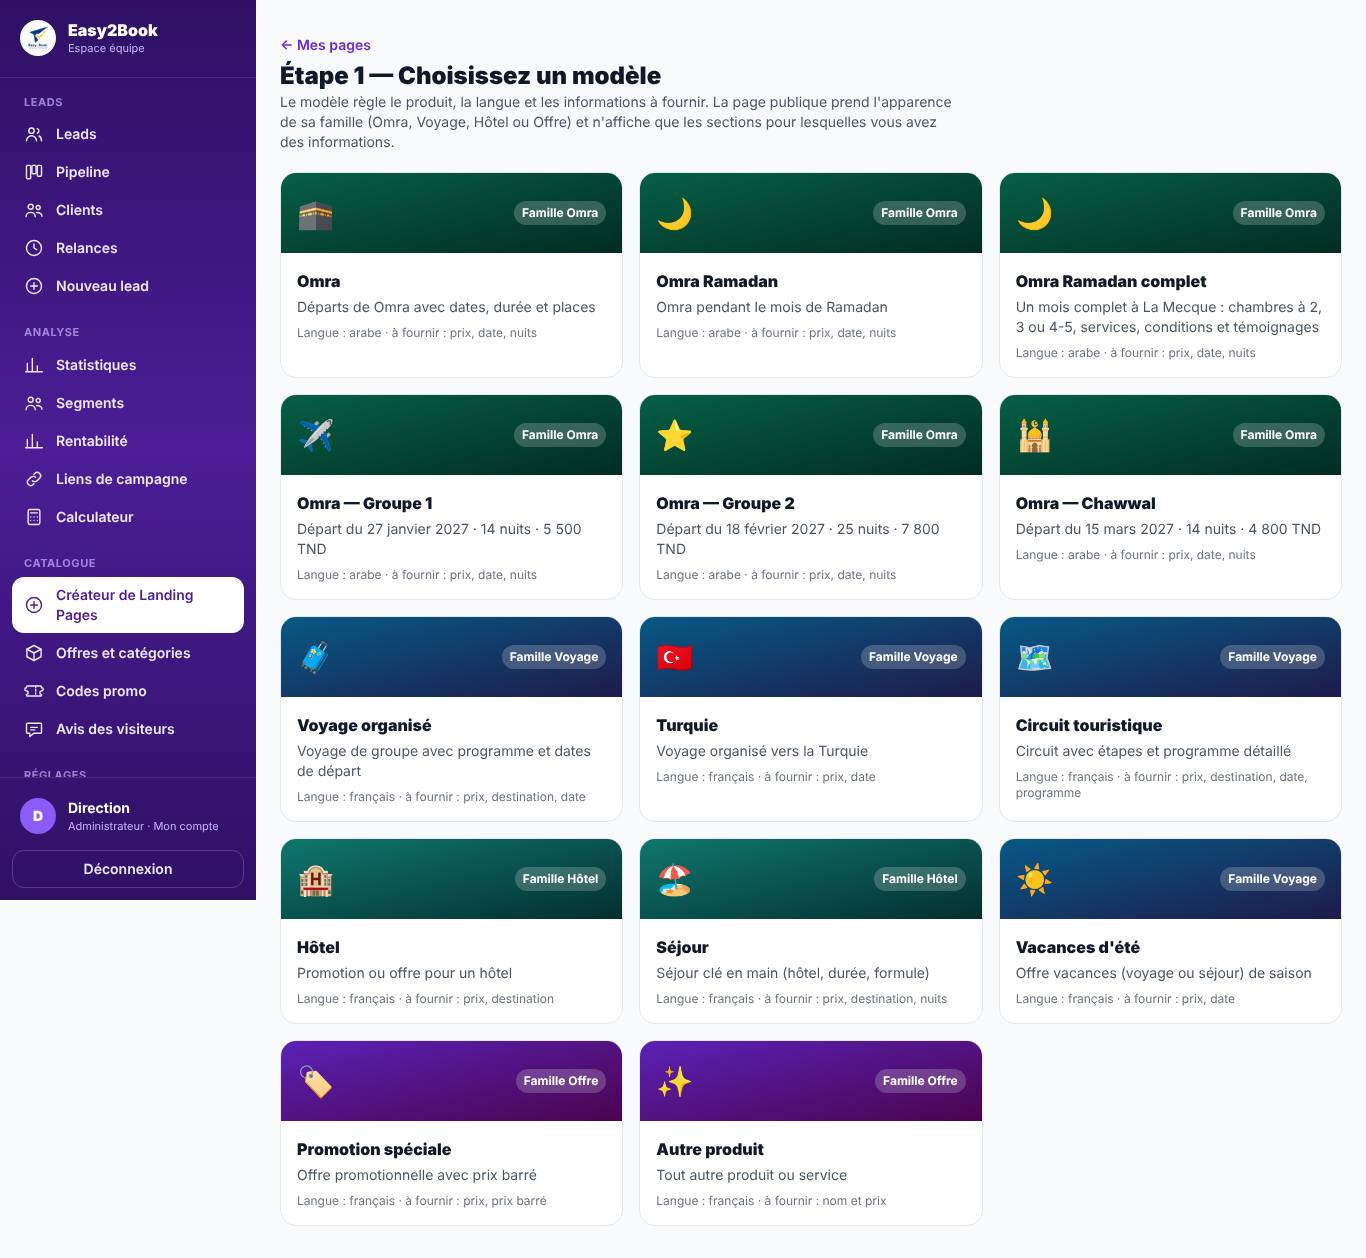 Easy2Book
Espace équipe
LEADS
Leads
Pipeline
Clients
Relances
Nouveau lead
ANALYSE
Statistiques
Segments
Rentabilité
Liens de campagne
Calculateur
CATALOGUE
Créateur de Landing
Pages
Offres et catégories
Codes promo
Avis des visiteurs
RÉGLAGES
D
Direction
Administrateur · Mon compte
Déconnexion
← Mes pages
Étape 1 — Choisissez un modèle
Le modèle règle le produit, la langue et les informations à fournir. La page publique prend l'apparence
de sa famille (Omra, Voyage, Hôtel ou Offre) et n'affiche que les sections pour lesquelles vous avez
des informations.
Famille Omra
Omra
Départs de Omra avec dates, durée et places
Langue : arabe · à fournir : prix, date, nuits
Famille Omra
Omra Ramadan
Omra pendant le mois de Ramadan
Langue : arabe · à fournir : prix, date, nuits
Famille Omra
Omra Ramadan complet
Un mois complet à La Mecque : chambres à 2,
3 ou 4-5, services, conditions et témoignages
Langue : arabe · à fournir : prix, date, nuits
Famille Omra
Omra — Groupe 1
Départ du 27 janvier 2027 · 14 nuits · 5 500
TND
Langue : arabe · à fournir : prix, date, nuits
Famille Omra
Omra — Groupe 2
Départ du 18 février 2027 · 25 nuits · 7 800
TND
Langue : arabe · à fournir : prix, date, nuits
Famille Omra
Omra — Chawwal
Départ du 15 mars 2027 · 14 nuits · 4 800 TND
Langue : arabe · à fournir : prix, date, nuits
Famille Voyage
Voyage organisé
Voyage de groupe avec programme et dates
de départ
Langue : français · à fournir : prix, destination, date
Famille Voyage
Turquie
Voyage organisé vers la Turquie
Langue : français · à fournir : prix, date
Famille Voyage
Circuit touristique
Circuit avec étapes et programme détaillé
Langue : français · à fournir : prix, destination, date,
programme
Famille Hôtel
Hôtel
Promotion ou offre pour un hôtel
Langue : français · à fournir : prix, destination
Famille Hôtel
Séjour
Séjour clé en main (hôtel, durée, formule)
Langue : français · à fournir : prix, destination, nuits
Famille Voyage
Vacances d'été
Offre vacances (voyage ou séjour) de saison
Langue : français · à fournir : prix, date
Famille Offre
Promotion spéciale
Offre promotionnelle avec prix barré
Langue : français · à fournir : prix, prix barré
Famille Offre
Autre produit
Tout autre produit ou service
Langue : français · à fournir : nom et prix